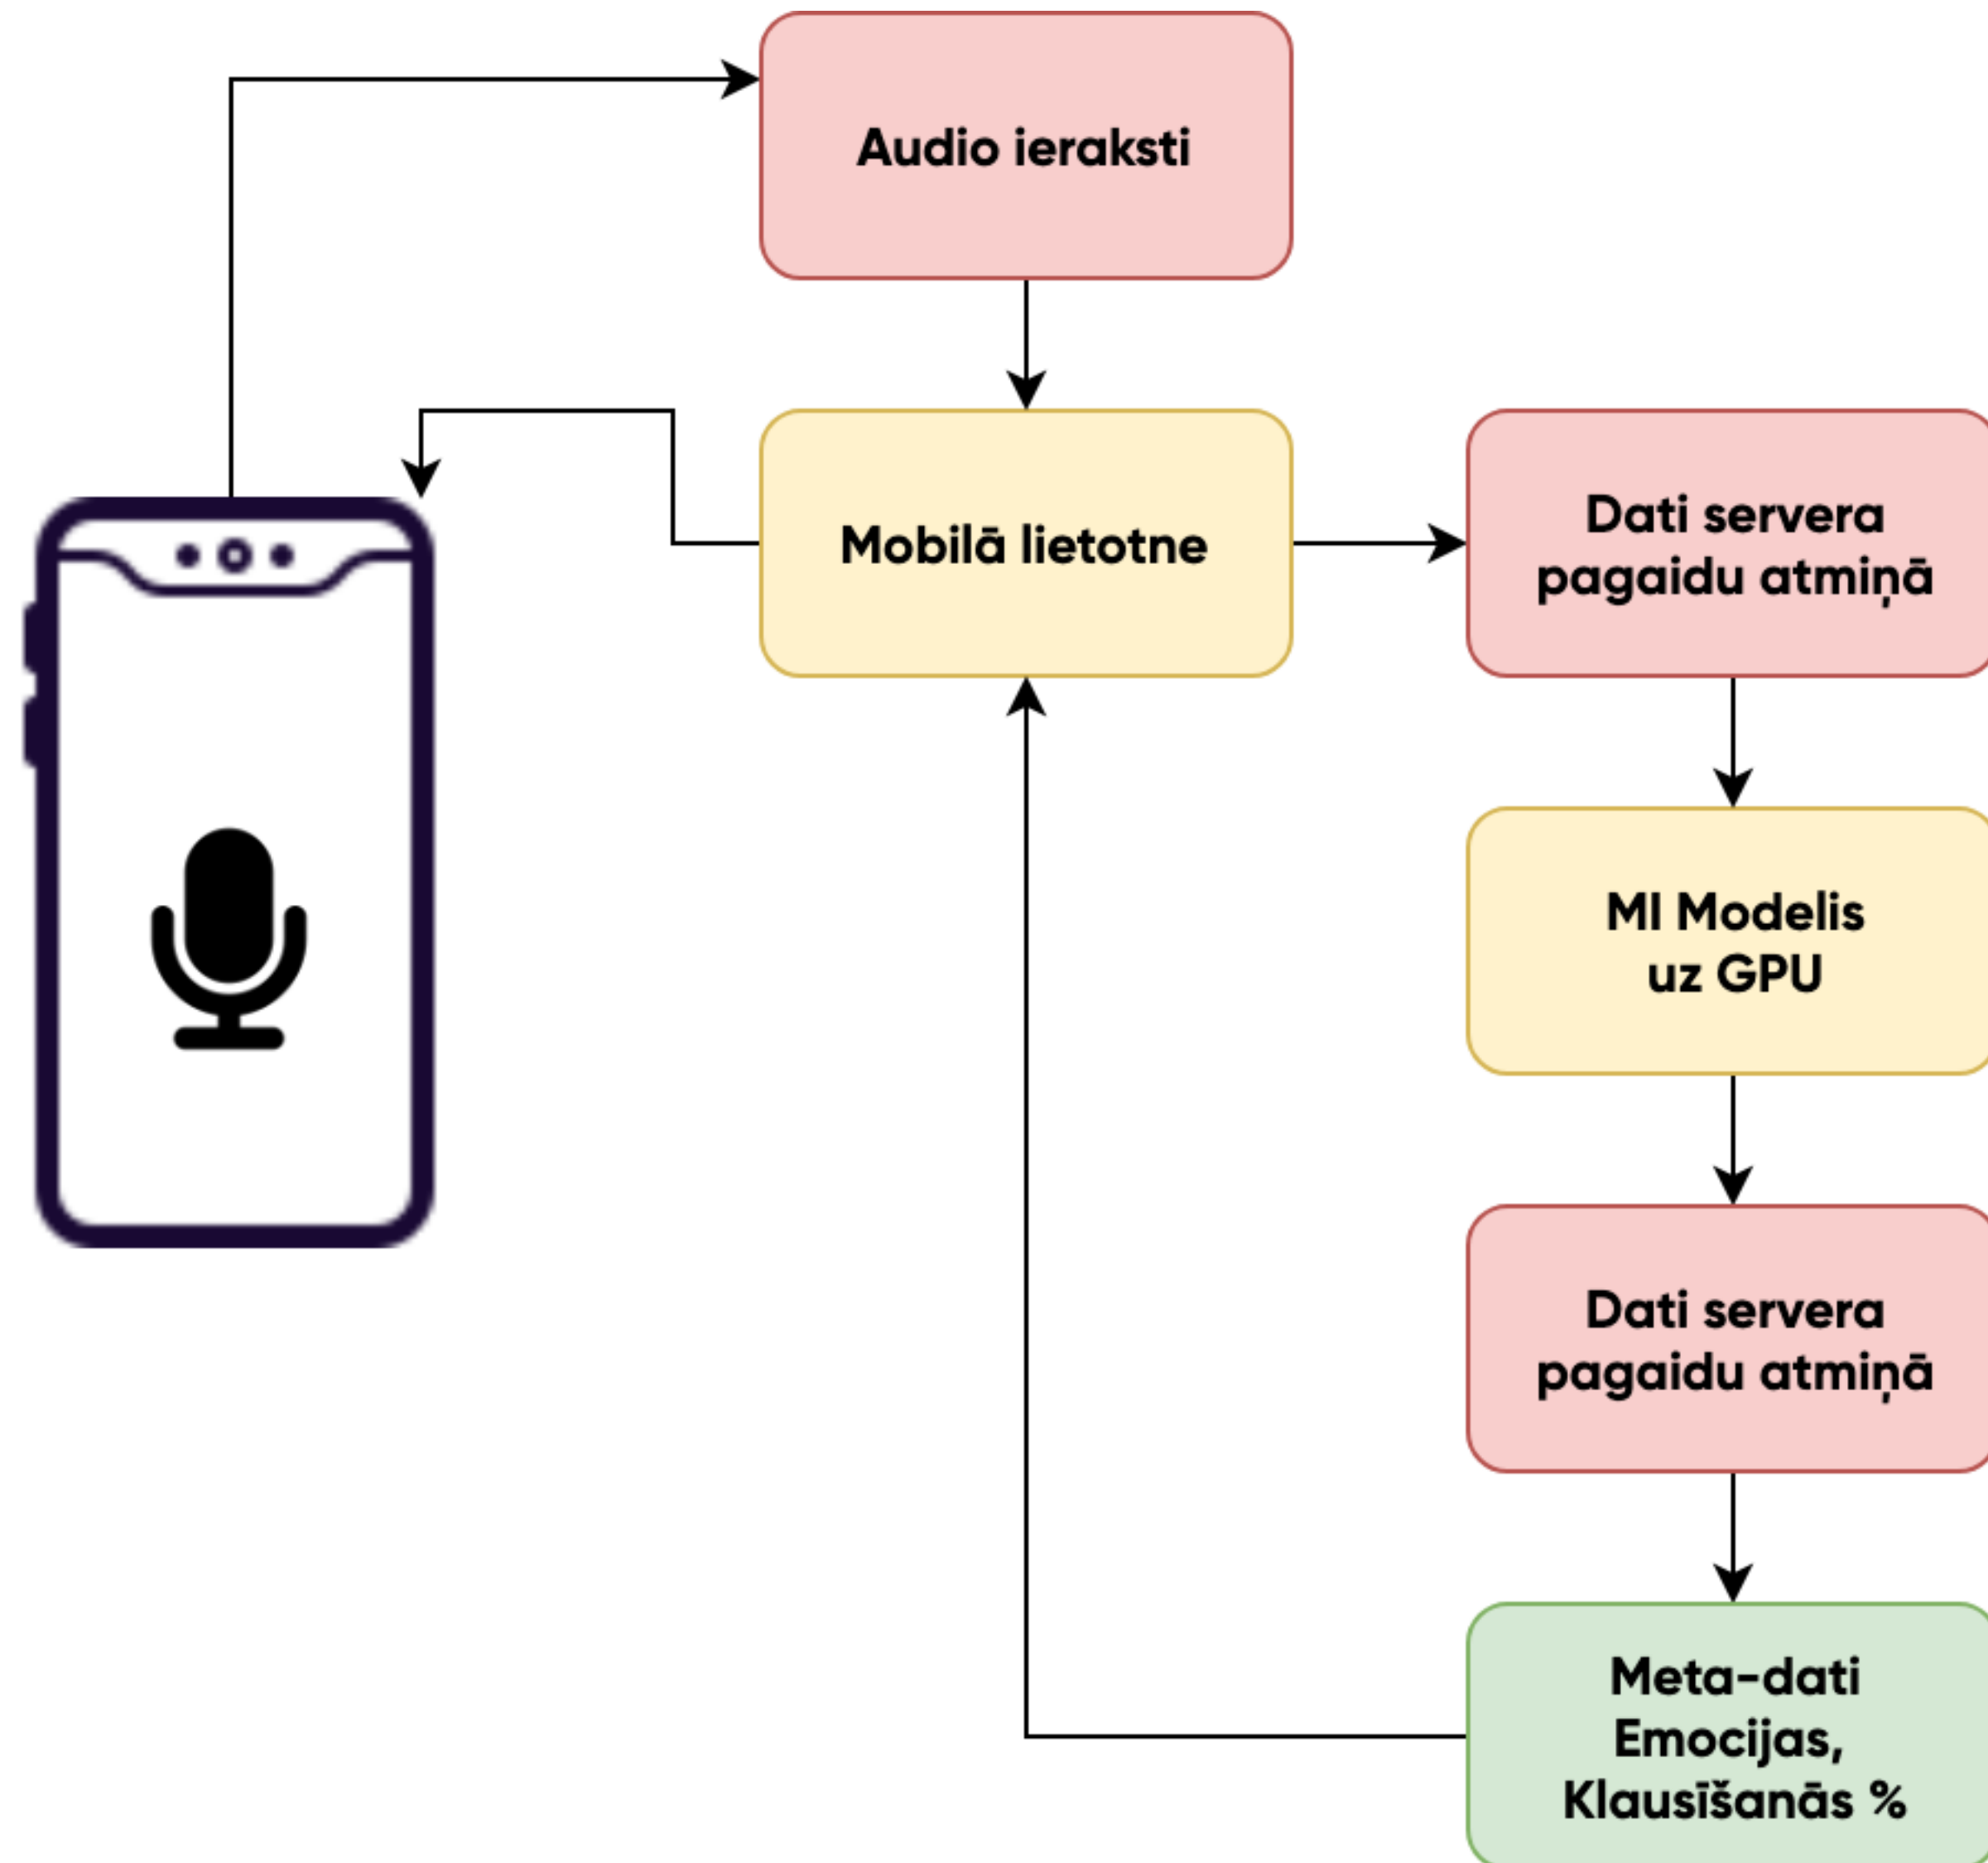 Audio ieraksti
Mobilā lietotne
Dati servera
pagaidu atmiņā
MI Modelis
uz GPU
Dati servera
pagaidu atmiņā
Meta-dati
Emocijas,
Klausīšanās %